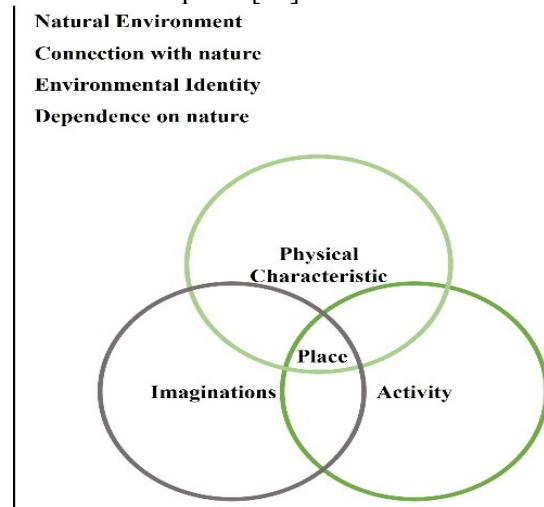 Natural Environment
Connection with nature
Environmental Identity
Dependence on nature
Physical
Characteristic
Place
Imaginations
Activity